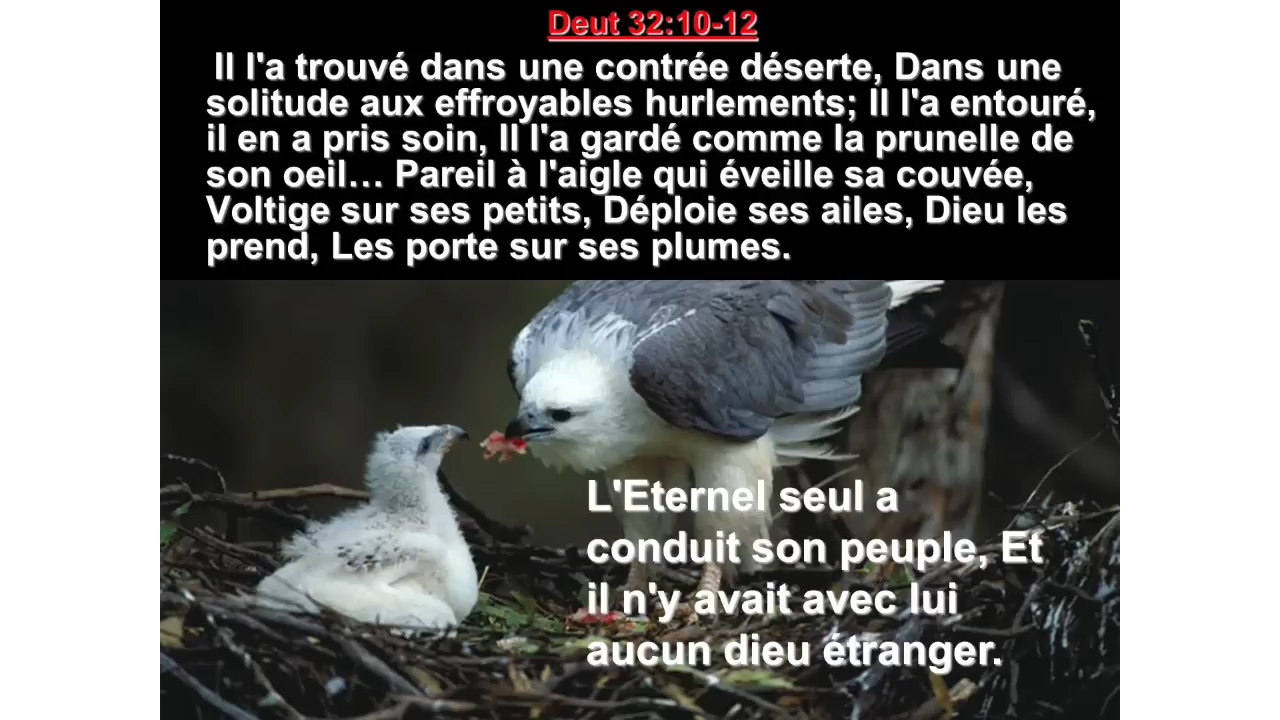 Deut 32:10-12
Il l'a trouvé dans une contrée déserte, Dans une
solitude aux effroyables hurlements; Il l'a entouré,
il en a pris soin, Il l'a gardé comme la prunelle de
son oeil... Pareil à l'aigle qui éveille sa couvée,
Voltige sur ses petits, Déploie ses ailes, Dieu les
prend, Les porte sur ses plumes.
L'Eternel seul a
conduit son peuple, Et
il n'y avait avec lui
aucun dieu étranger.